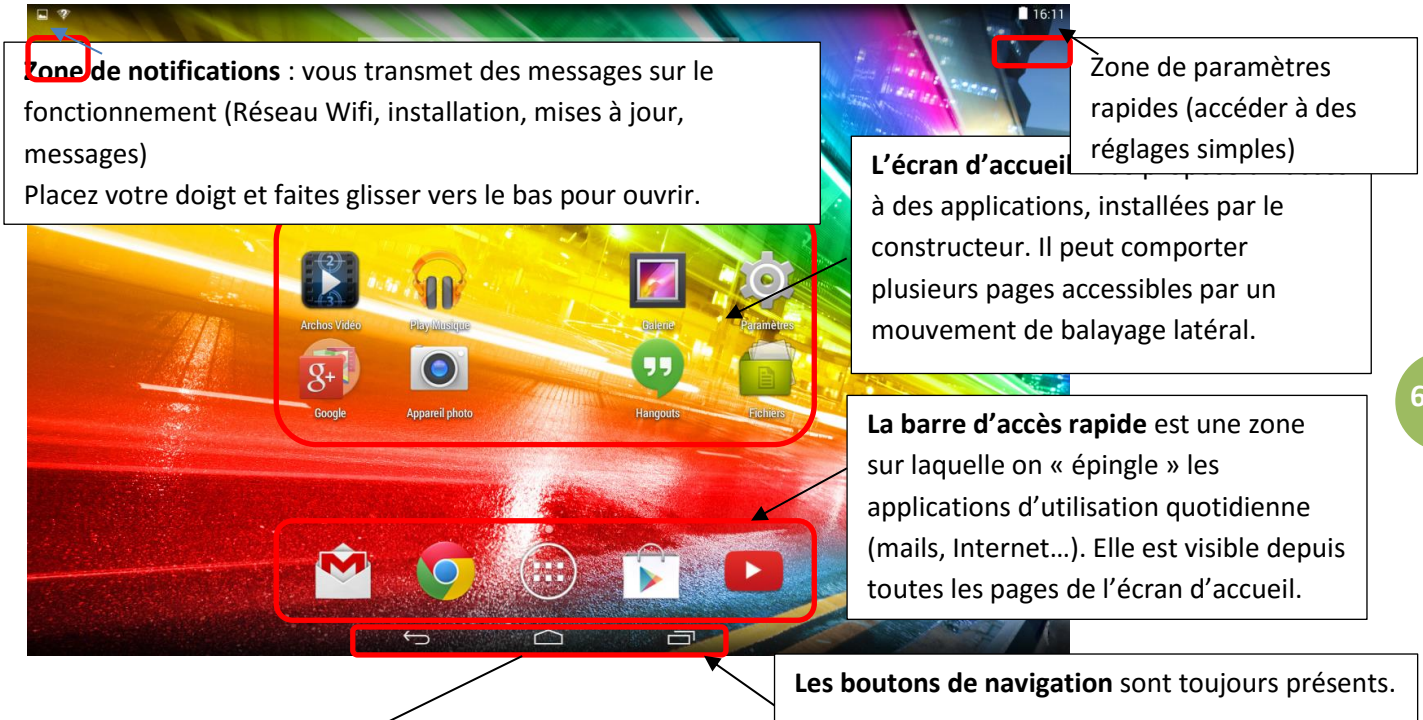 16:11
Zone de notifications : vous transmet des messages sur le
fonctionnement (Réseau Wifi, installation, mises à jour,
messages)
Placez votre doigt et faites glisser vers le bas pour ouvrir.
Zone de paramètres
rapides (accéder à des
réglages simples)
L’écran d’accueil
à des applications, installées par le
constructeur. Il peut comporter
plusieurs pages accessibles par un
mouvement de balayage latéral.
Archos Vidéo
Play Musique
Galerie
Paramètres
Google
Appareil photo
Hangouts
Fichiers
6
La barre d’accès rapide est une zone
sur laquelle on « épingle » les
applications d’utilisation quotidienne
(mails, Internet…). Elle est visible depuis
toutes les pages de l’écran d’accueil.
Les boutons de navigation sont toujours présents.